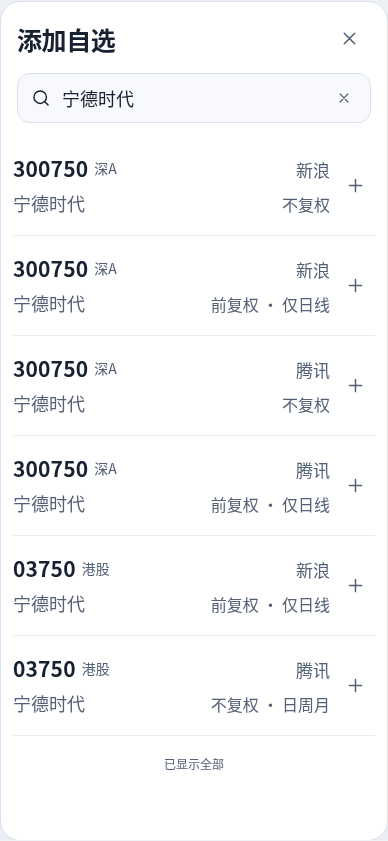 添加自选
宁德时代
300750 深A 新浪
宁德时代 不复权
300750 深A 新浪
宁德时代 前复权 · 仅日线
300750 深A 腾讯
宁德时代 不复权
300750 深A 腾讯
宁德时代 前复权 · 仅日线
03750 港股 新浪
宁德时代 前复权 · 仅日线
03750 港股 腾讯
宁德时代 不复权 · 日周月
已显示全部